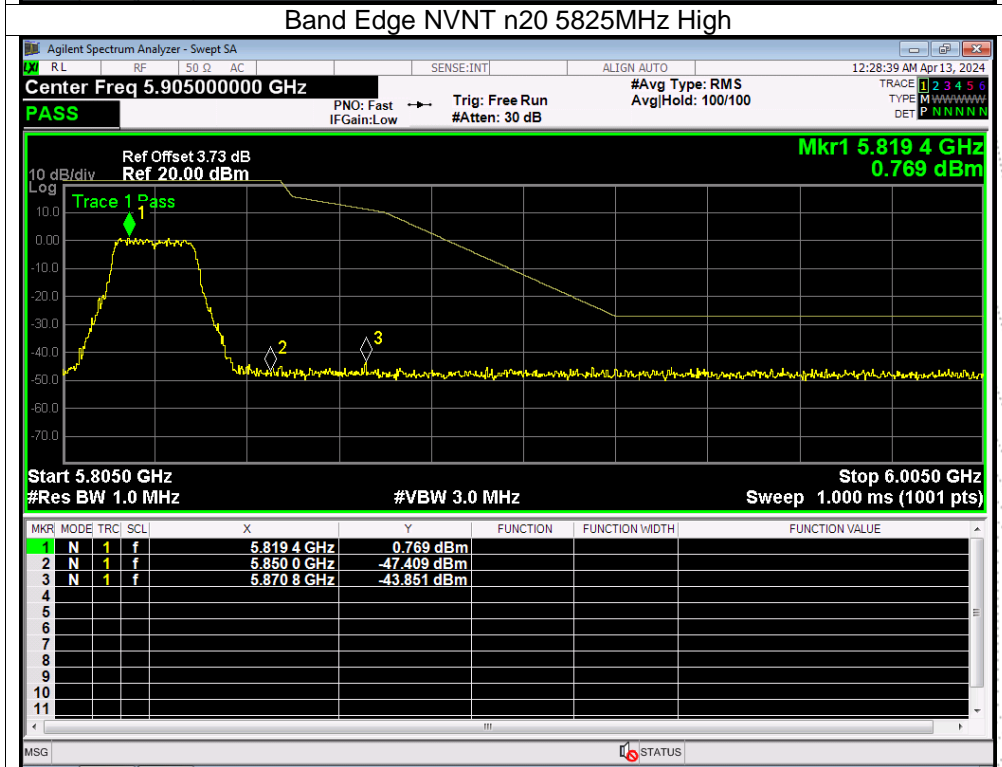 Band Edge NVNT n20 5825MHz High
Agilent Spectrum Analyzer - Swept SA
LXI RL RF 50 Ω AC SENSE:INT ALIGN AUTO 12:28:39 AM Apr 13, 2024
Center Freq 5.905000000 GHz #Avg Type: RMS TRACE 1 2 3 4 5 6
PNO: Fast Trig: Free Run Avg|Hold: 100/100 TYPE M WWWWW
PASS IFGain:Low #Atten: 30 dB DET P N N N N N
Mkr1 5.819 4 GHz
0.769 dBm
Ref Offset 3.73 dB
10 dB/div Ref 20.00 dBm
Log
Trace 1 Pass
10.0
1
0.00
-10.0
-20.0
-30.0
3
-40.0
2
-50.0
-60.0
-70.0
Start 5.8050 GHz Stop 6.0050 GHz
#Res BW 1.0 MHz #VBW 3.0 MHz Sweep 1.000 ms (1001 pts)
MKR MODE TRC SCL X Y FUNCTION FUNCTION WIDTH FUNCTION VALUE
1 N 1 f 5.819 4 GHz 0.769 dBm
2 N 1 f 5.850 0 GHz -47.409 dBm
3 N 1 f 5.870 8 GHz -43.851 dBm
4
5
6
7
8
9
10
11
MSG STATUS